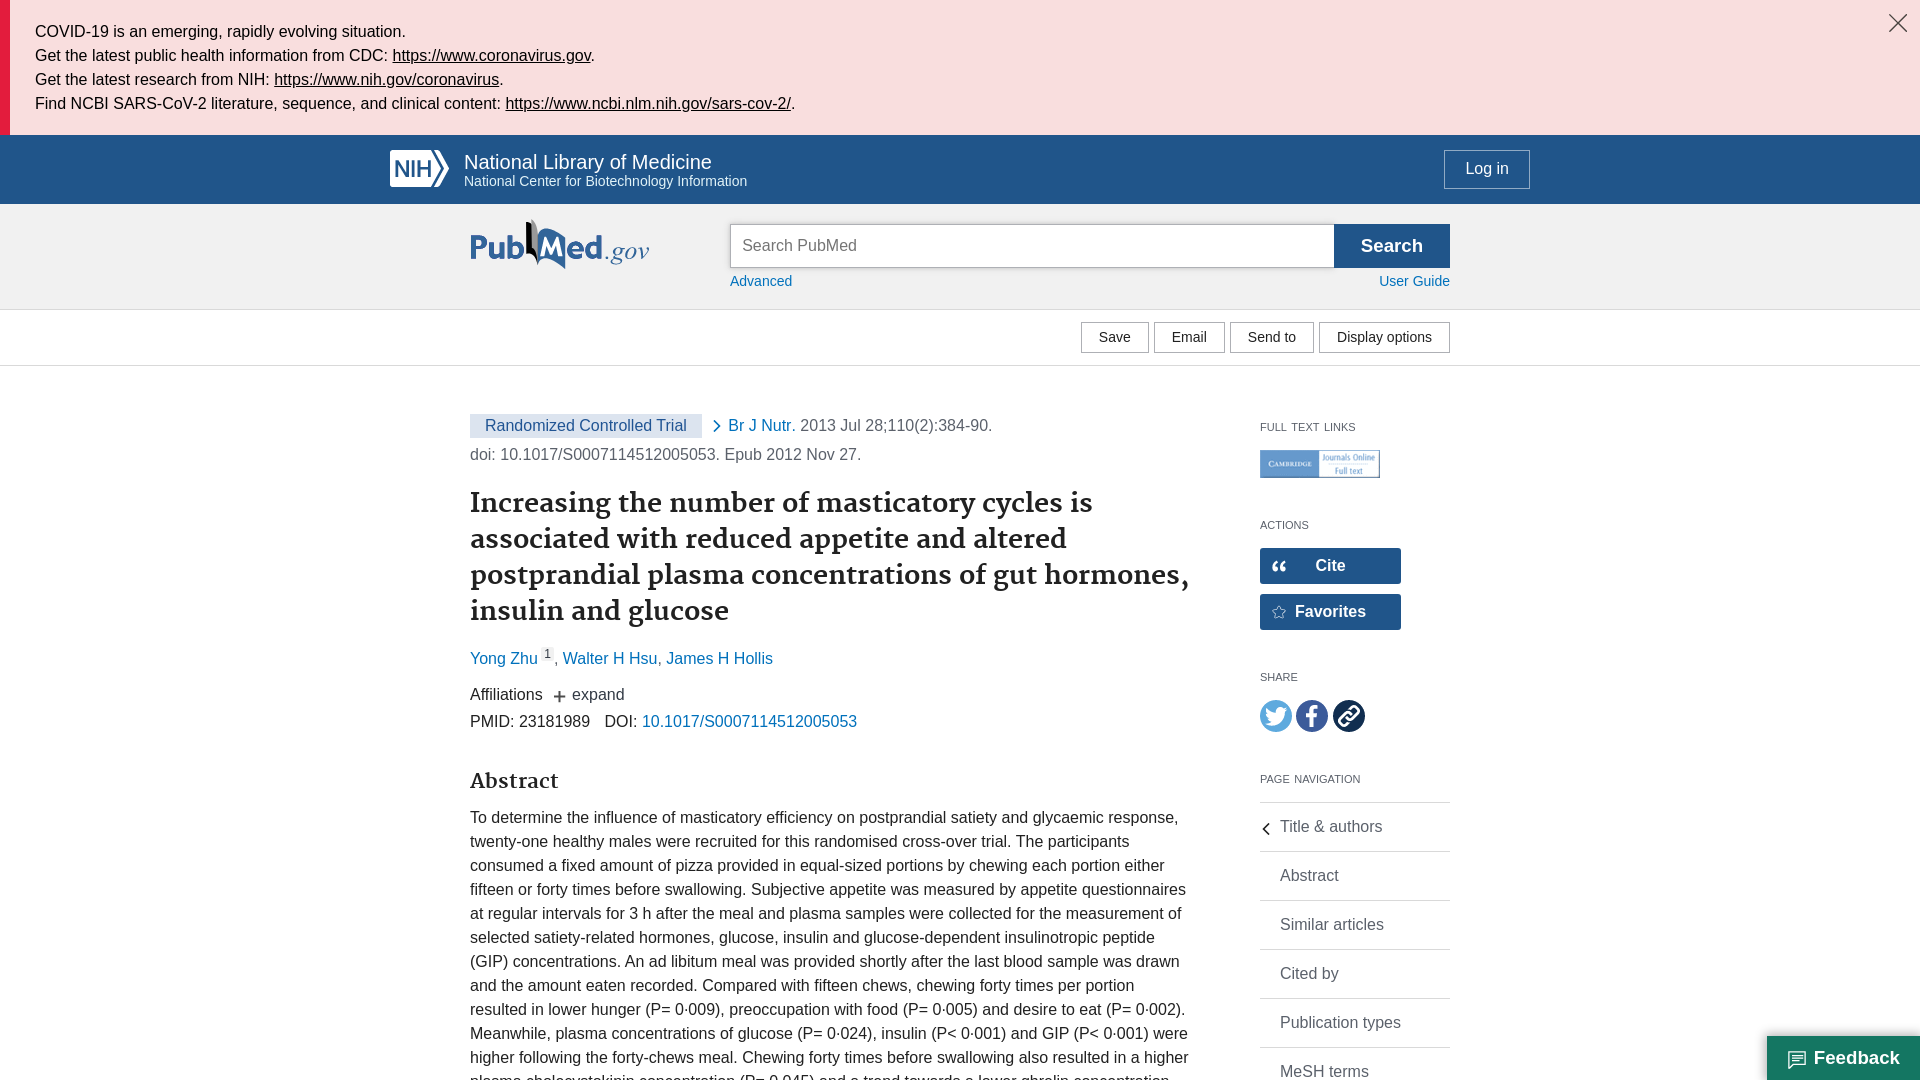 COVID-19 is an emerging, rapidly evolving situation.
Get the latest public health information from CDC: https://www.coronavirus.gov.
Get the latest research from NIH: https://www.nih.gov/coronavirus.
Find NCBI SARS-CoV-2 literature, sequence, and clinical content: https://www.ncbi.nlm.nih.gov/sars-cov-2/.
NIH National Library of Medicine
National Center for Biotechnology Information
Log in
PubMed.gov
Search PubMed
Search
Advanced
User Guide
Save
Email
Send to
Display options
Randomized Controlled Trial
Br J Nutr. 2013 Jul 28;110(2):384-90.
doi: 10.1017/S0007114512005053. Epub 2012 Nov 27.
Increasing the number of masticatory cycles is
associated with reduced appetite and altered
postprandial plasma concentrations of gut hormones,
insulin and glucose
Yong Zhu 1, Walter H Hsu, James H Hollis
Affiliations + expand
PMID: 23181989 DOI: 10.1017/S0007114512005053
Abstract
To determine the influence of masticatory efficiency on postprandial satiety and glycaemic response,
twenty-one healthy males were recruited for this randomised cross-over trial. The participants
consumed a fixed amount of pizza provided in equal-sized portions by chewing each portion either
fifteen or forty times before swallowing. Subjective appetite was measured by appetite questionnaires
at regular intervals for 3 h after the meal and plasma samples were collected for the measurement of
selected satiety-related hormones, glucose, insulin and glucose-dependent insulinotropic peptide
(GIP) concentrations. An ad libitum meal was provided shortly after the last blood sample was drawn
and the amount eaten recorded. Compared with fifteen chews, chewing forty times per portion
resulted in lower hunger (P= 0·009), preoccupation with food (P= 0·005) and desire to eat (P= 0·002).
Meanwhile, plasma concentrations of glucose (P= 0·024), insulin (P< 0·001) and GIP (P< 0·001) were
higher following the forty-chews meal. Chewing forty times before swallowing also resulted in a higher
plasma cholecystokinin concentration (P= 0·045) and a trend towards a lower ghrelin concentration
FULL TEXT LINKS
CAMBRIDGE Journals Online
Full text
ACTIONS
Cite
Favorites
SHARE
PAGE NAVIGATION
Title & authors
Abstract
Similar articles
Cited by
Publication types
MeSH terms
Feedback